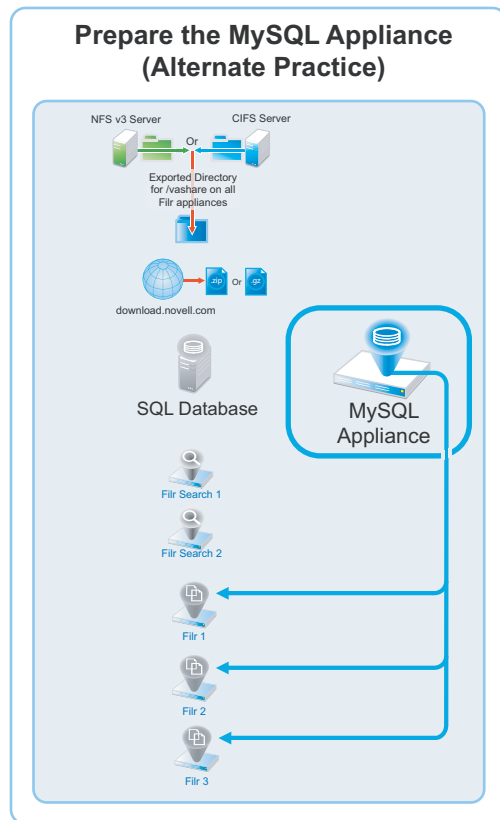 Prepare the MySQL Appliance
(Alternate Practice)
NFS v3 Server
CIFS Server
Or
Exported Directory
for /vashare on all
Filr appliances
.zip
Or
.gz
download.novell.com
SQL Database
MySQL
Appliance
Filr Search 1
Filr Search 2
Filr 1
Filr 2
Filr 3